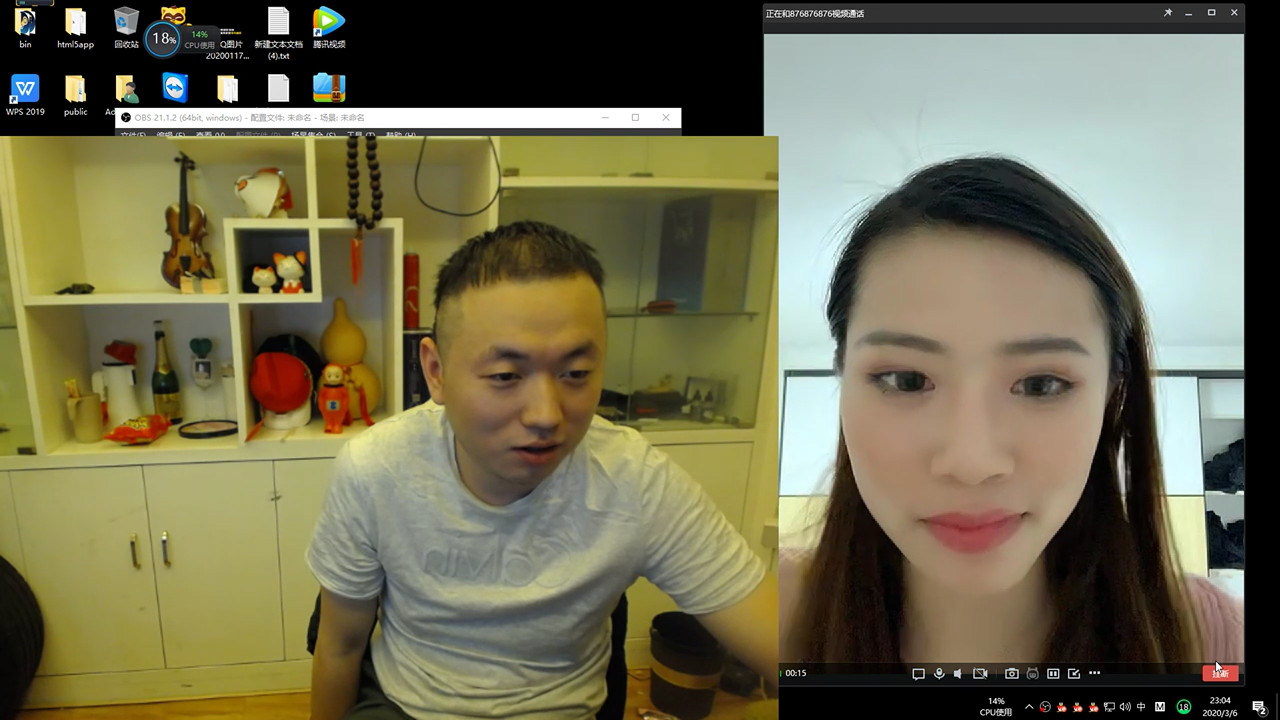 正在和876876876视频通话
bin
html5app
回收站
18%
14%
CPU使用
Q图片
20200117...
新建文本文档
(4).txt
腾讯视频
WPS 2019
public
OBS 21.1.2 (64bit, windows) - 配置文件: 未命名 - 场景: 未命名
文件(F) 编辑 (E) 查看 (V) 配置文件 (P) 场景集合 (S) 工具 (T) 帮助 (H)
00:15
挂断
14%
CPU使用
中
M
18
23:04
2020/3/6
2